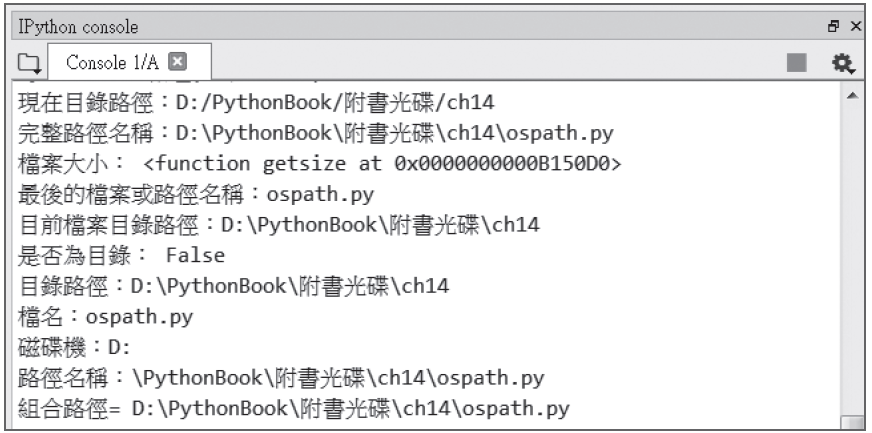 IPython console
Console 1/A
現在目錄路徑：D:/PythonBook/附書光碟/ch14
完整路徑名稱：D:\PythonBook\附書光碟\ch14\ospath.py
檔案大小： <function getsize at 0x0000000000B150D0>
最後的檔案或路徑名稱：ospath.py
目前檔案目錄路徑：D:\PythonBook\附書光碟\ch14
是否為目錄： False
目錄路徑：D:\PythonBook\附書光碟\ch14
檔名：ospath.py
磁碟機：D:
路徑名稱：\PythonBook\附書光碟\ch14\ospath.py
組合路徑= D:\PythonBook\附書光碟\ch14\ospath.py